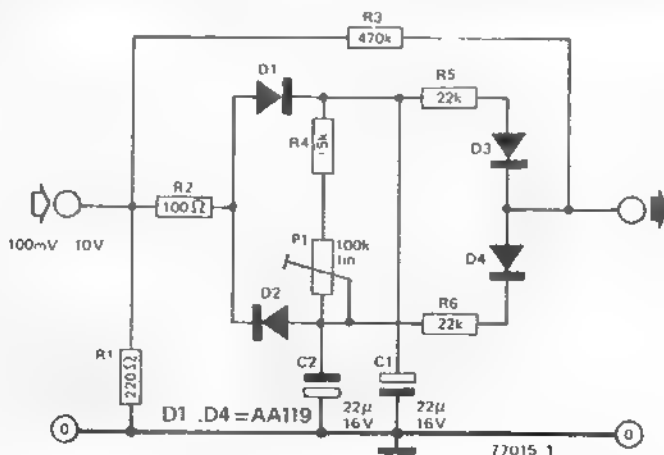 R3
470k
D1
R5
22k
R4
15k
D3
R2
100Ω
100mV 10V
P1
100k
lin
D4
D2
R6
22k
R1
220Ω
C2
C1
D1 .D4 = AA119
22µ
16V
22µ
16V
0
0
77015 1